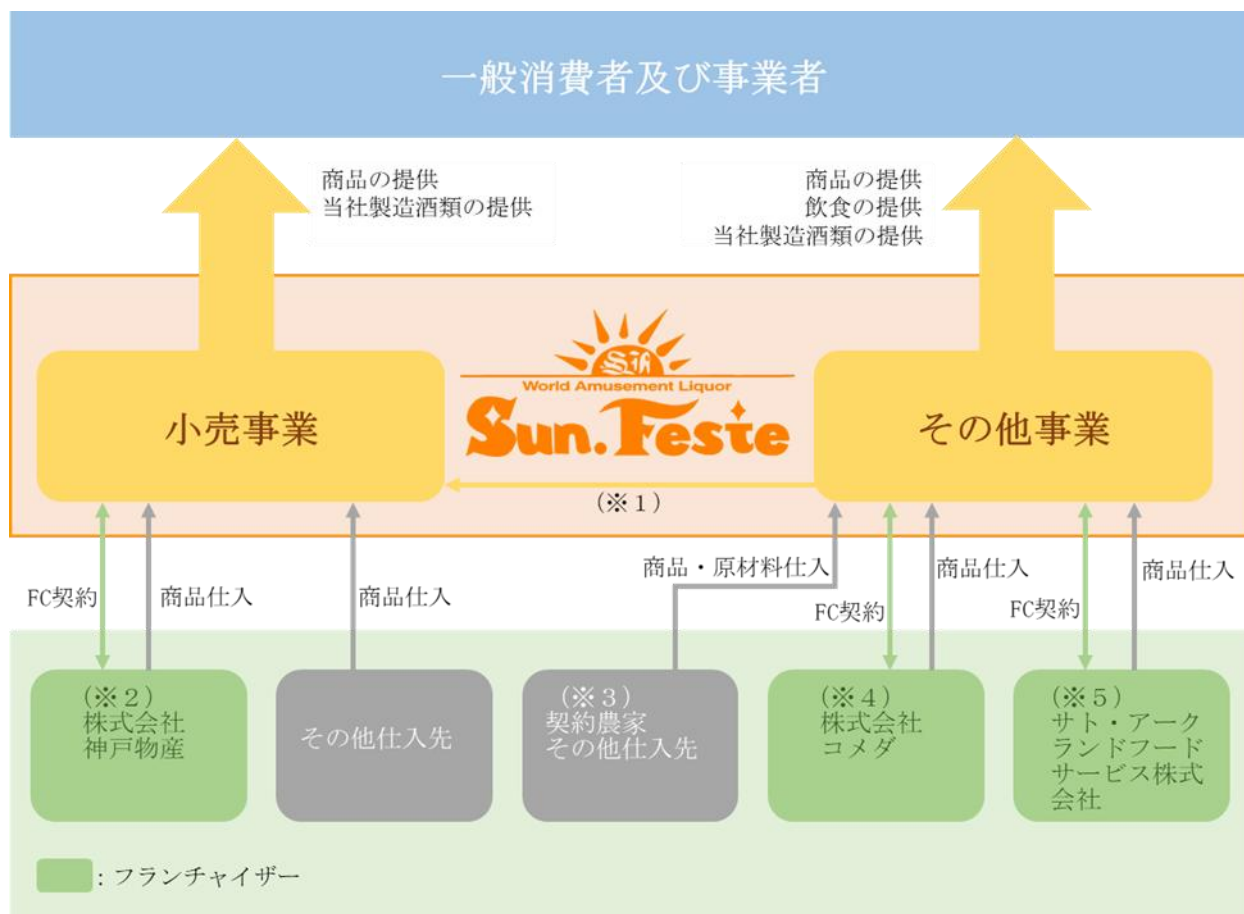 一般消費者及び事業者
商品の提供
当社製造酒類の提供
商品の提供
飲食の提供
当社製造酒類の提供
小売事業
World Amusement Liquor
Sun.Feste
その他事業
(※1)
FC契約
商品仕入
商品仕入
商品・原材料仕入
FC契約
商品仕入
FC契約
商品仕入
(※2)
株式会社
神戸物産
その他仕入先
(※3)
契約農家
その他仕入先
(※4)
株式会社
コメダ
(※5)
サト・アーク
ランドフード
サービス株式
会社
:フランチャイザー